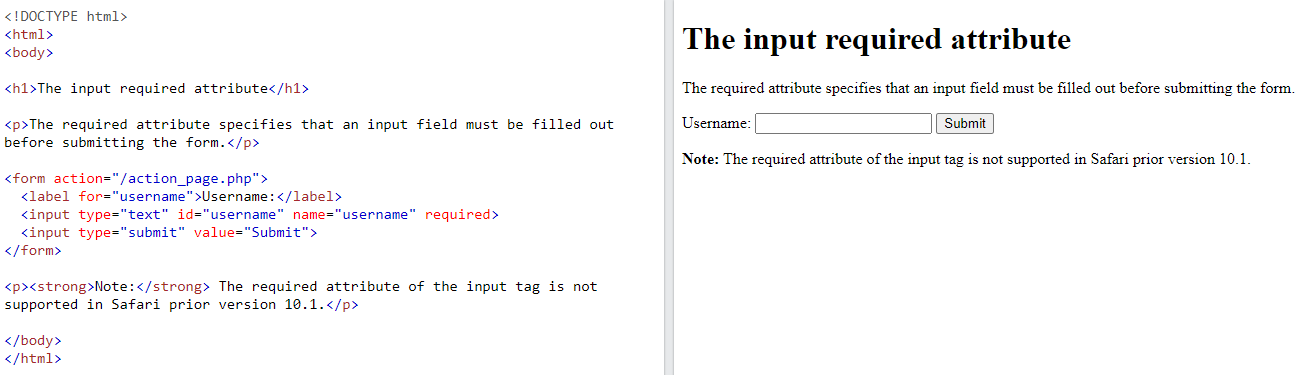 <!DOCTYPE html>
<html>
<body>
<h1>The input required attribute</h1>
<p>The required attribute specifies that an input field must be filled out
before submitting the form.</p>
<form action="/action_page.php">
  <label for="username">Username:</label>
  <input type="text" id="username" name="username" required>
  <input type="submit" value="Submit">
</form>
<p><strong>Note:</strong> The required attribute of the input tag is not
supported in Safari prior version 10.1.</p>
</body>
</html>
The input required attribute
The required attribute specifies that an input field must be filled out before submitting the form.
Username: Submit
Note: The required attribute of the input tag is not supported in Safari prior version 10.1.